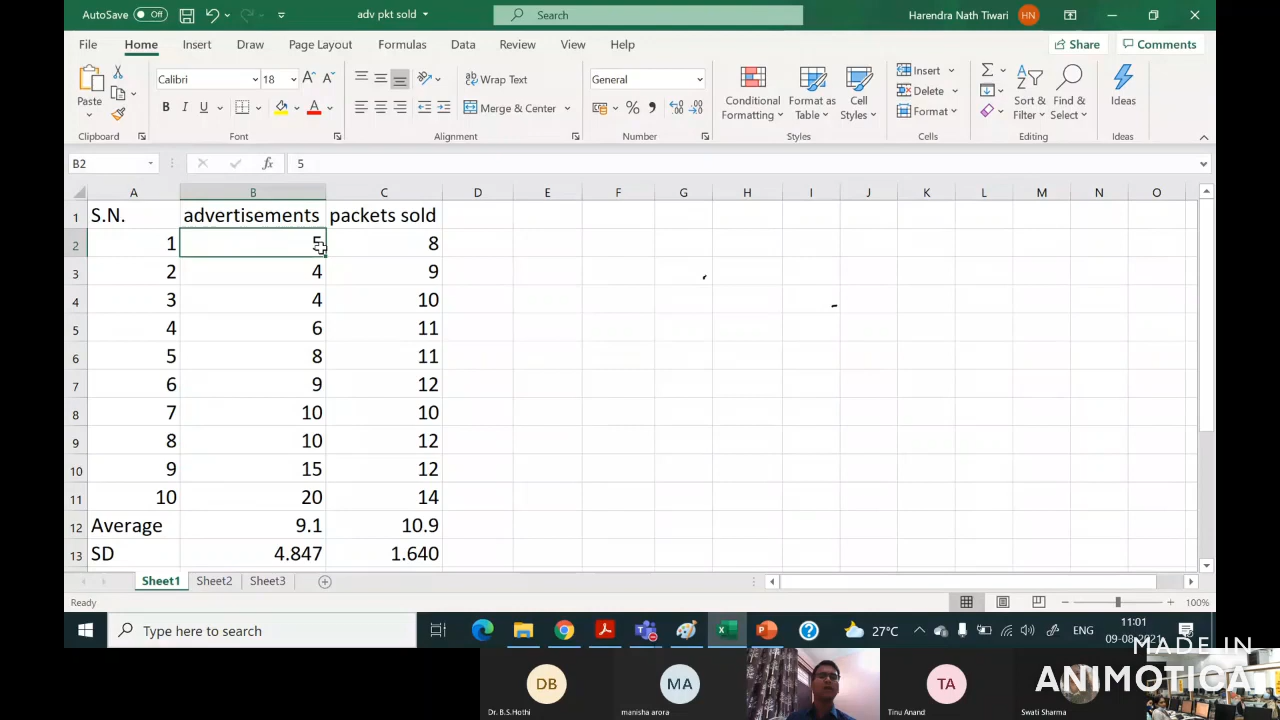 AutoSave Off adv pkt sold Search Harendra Nath Tiwari HN
File Home Insert Draw Page Layout Formulas Data Review View Help Share Comments
Paste Calibri 18 A A ab Wrap Text General Conditional Formatting Format as Table Cell Styles Insert Sort & Filter Find & Select Ideas
Delete
B I U A Merge & Center % Format
Clipboard Font Alignment Number Styles Cells Editing Ideas
B2 fx 5
A B C D E F G H I J K L M N O
1 S.N. advertisements packets sold
2 1 5 8
3 2 4 9
4 3 4 10
5 4 6 11
6 5 8 11
7 6 9 12
8 7 10 10
9 8 10 12
10 9 15 12
11 10 20 14
12 Average 9.1 10.9
13 SD 4.847 1.640
Sheet1 Sheet2 Sheet3
Ready 100%
Type here to search 27°C ENG 11:01
09-08-2021
MADE IN
ANIMOTICA
DB MA TA
Dr. B.S.Hothi manisha arora Tinu Anand Swati Sharma